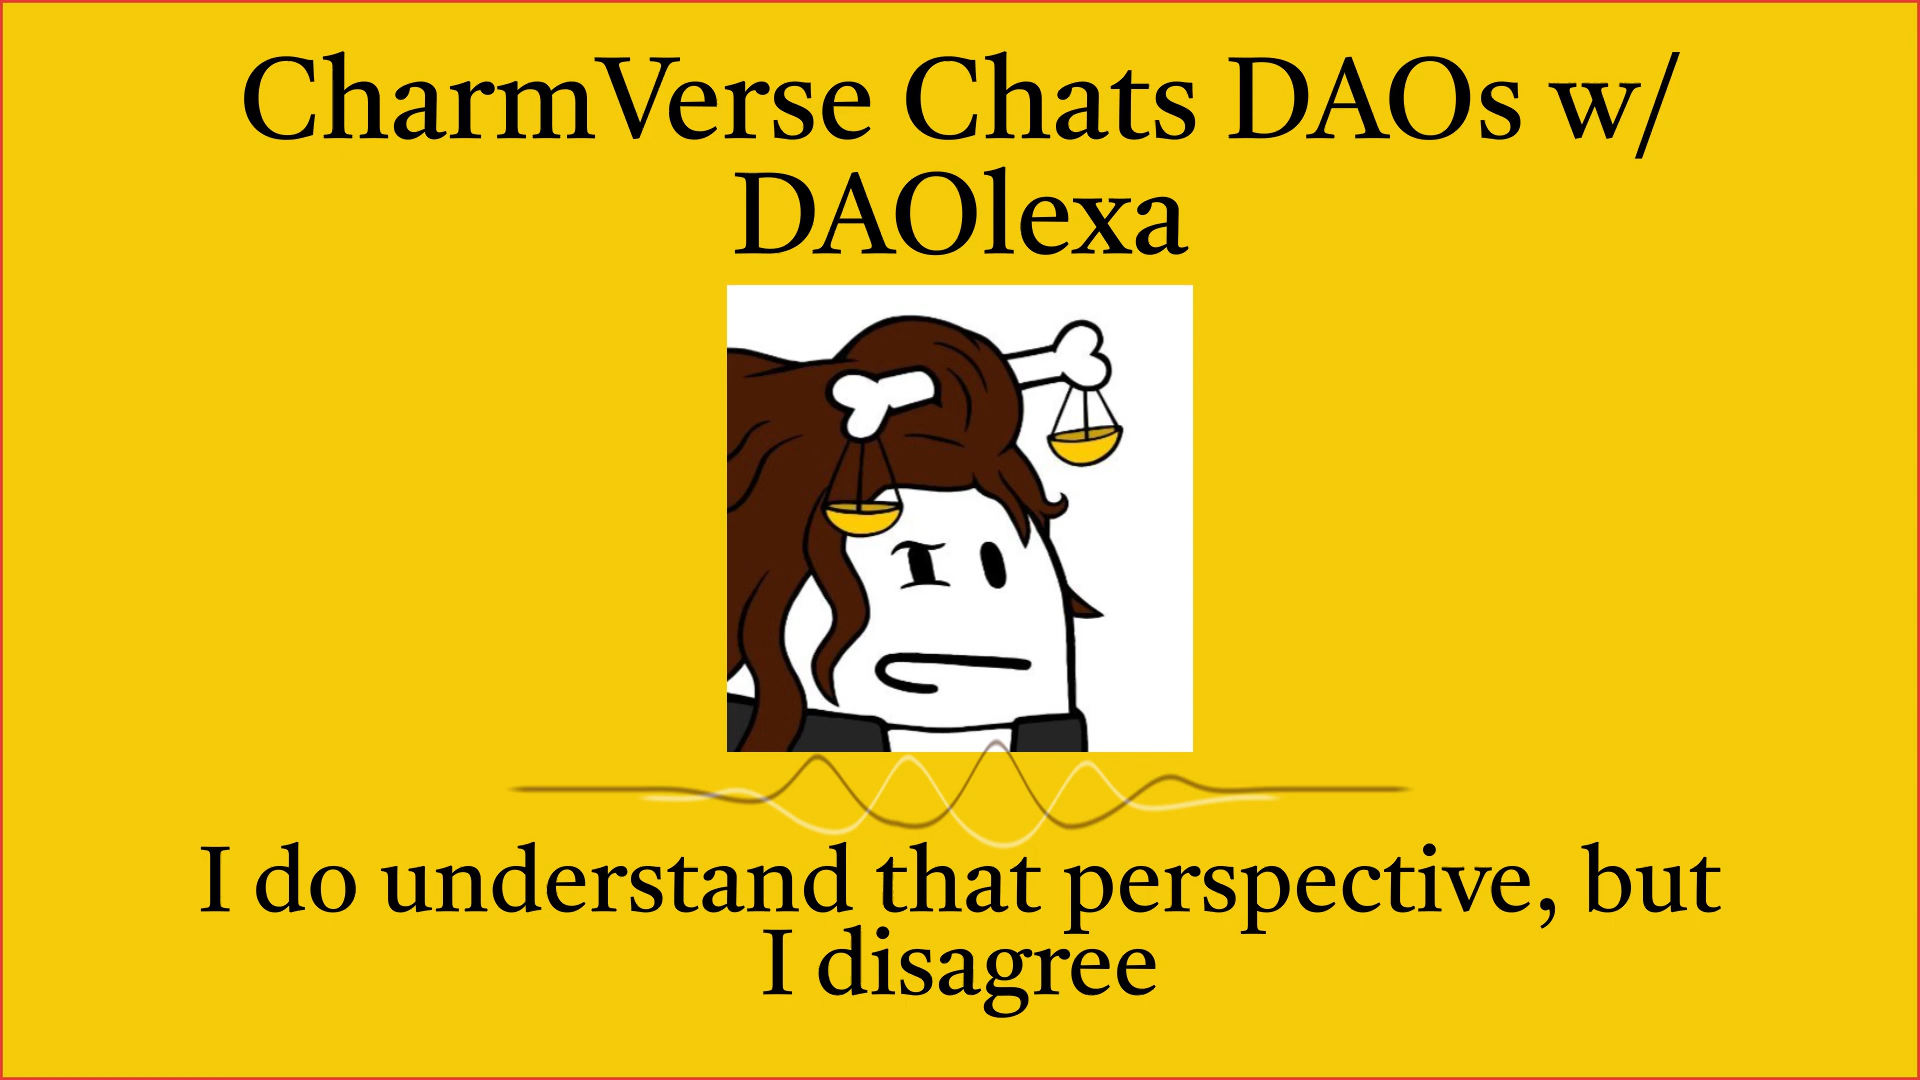 CharmVerse Chats DAOs w/
DAOlexa
I do understand that perspective, but
I disagree